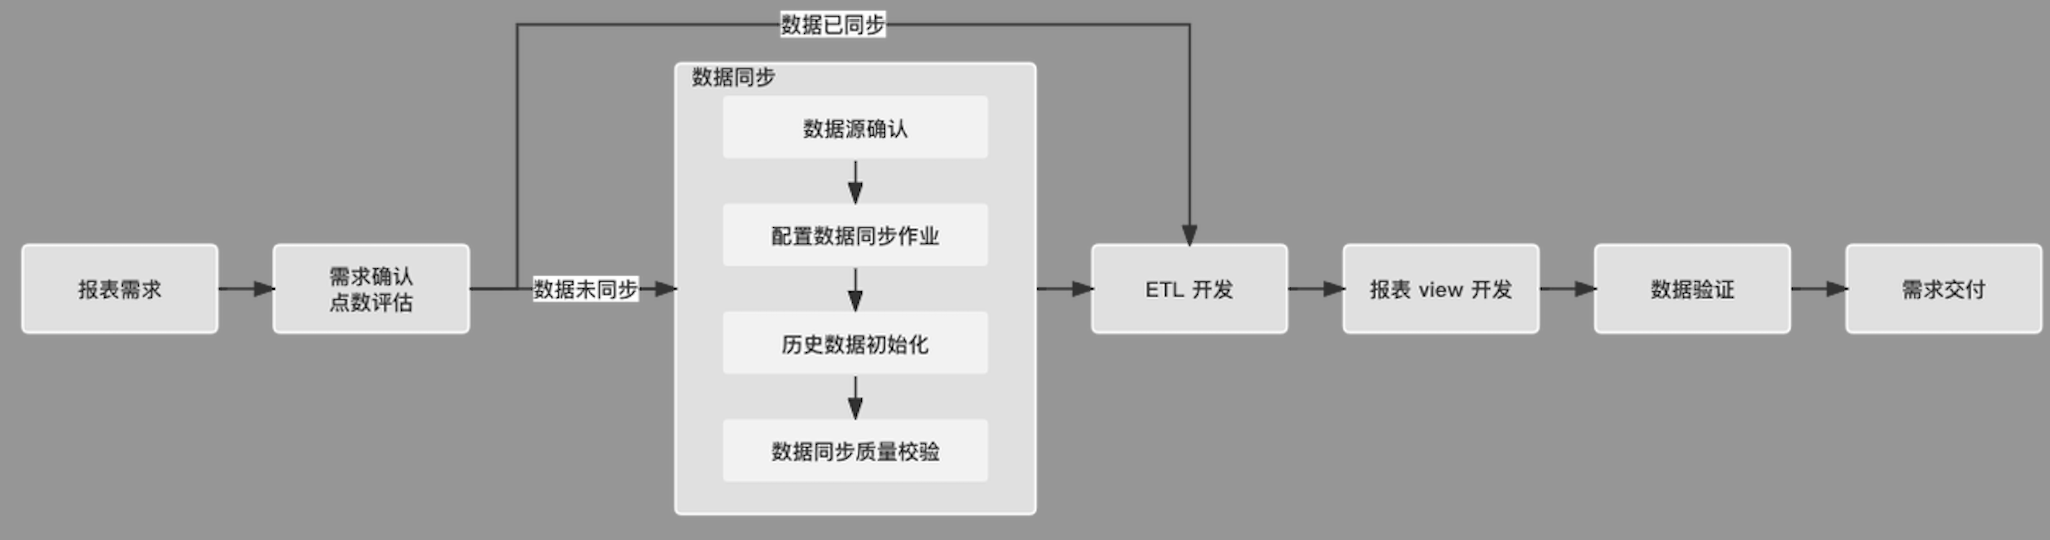 数据已同步
数据同步
数据源确认
配置数据同步作业
历史数据初始化
数据同步质量校验
报表需求
需求确认
点数评估
数据未同步
ETL 开发
报表 view 开发
数据验证
需求交付